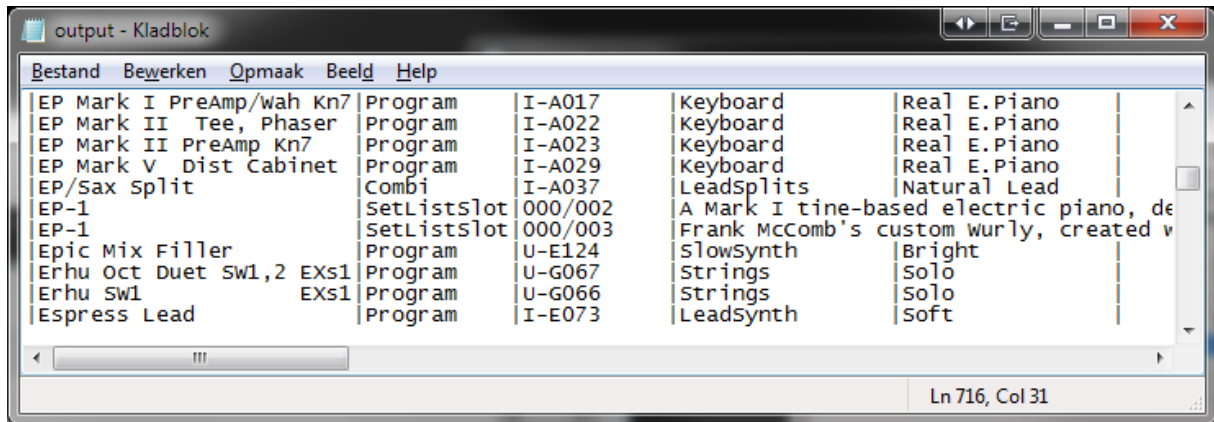 output - Kladblok
Bestand Bewerken Opmaak Beeld Help
|EP Mark I PreAmp/Wah Kn7|Program    |I-A017    |Keyboard    |Real E.Piano    |
|EP Mark II  Tee, Phaser |Program    |I-A022    |Keyboard    |Real E.Piano    |
|EP Mark II PreAmp Kn7   |Program    |I-A023    |Keyboard    |Real E.Piano    |
|EP Mark V  Dist Cabinet |Program    |I-A029    |Keyboard    |Real E.Piano    |
|EP/Sax Split            |Combi      |I-A037    |LeadSplits  |Natural Lead    |
|EP-1                    |SetListSlot|000/002   |A Mark I tine-based electric piano, de
|EP-1                    |SetListSlot|000/003   |Frank McComb's custom Wurly, created w
|Epic Mix Filler         |Program    |U-E124    |SlowSynth   |Bright          |
|Erhu Oct Duet SW1,2 EXs1|Program    |U-G067    |Strings     |Solo            |
|Erhu SW1            EXs1|Program    |U-G066    |Strings     |Solo            |
|Espress Lead            |Program    |I-E073    |LeadSynth   |Soft            |
Ln 716, Col 31